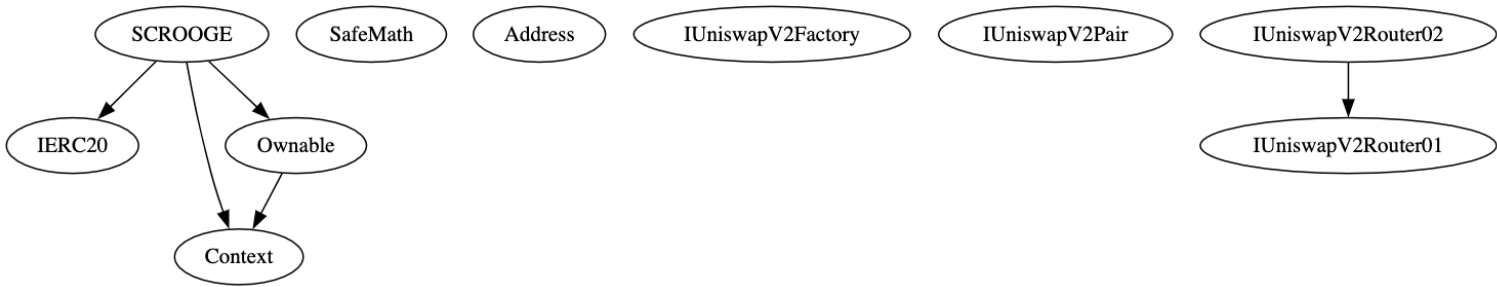 SCROOGE
SafeMath
Address
IUniswapV2Factory
IUniswapV2Pair
IUniswapV2Router02
IERC20
Ownable
IUniswapV2Router01
Context